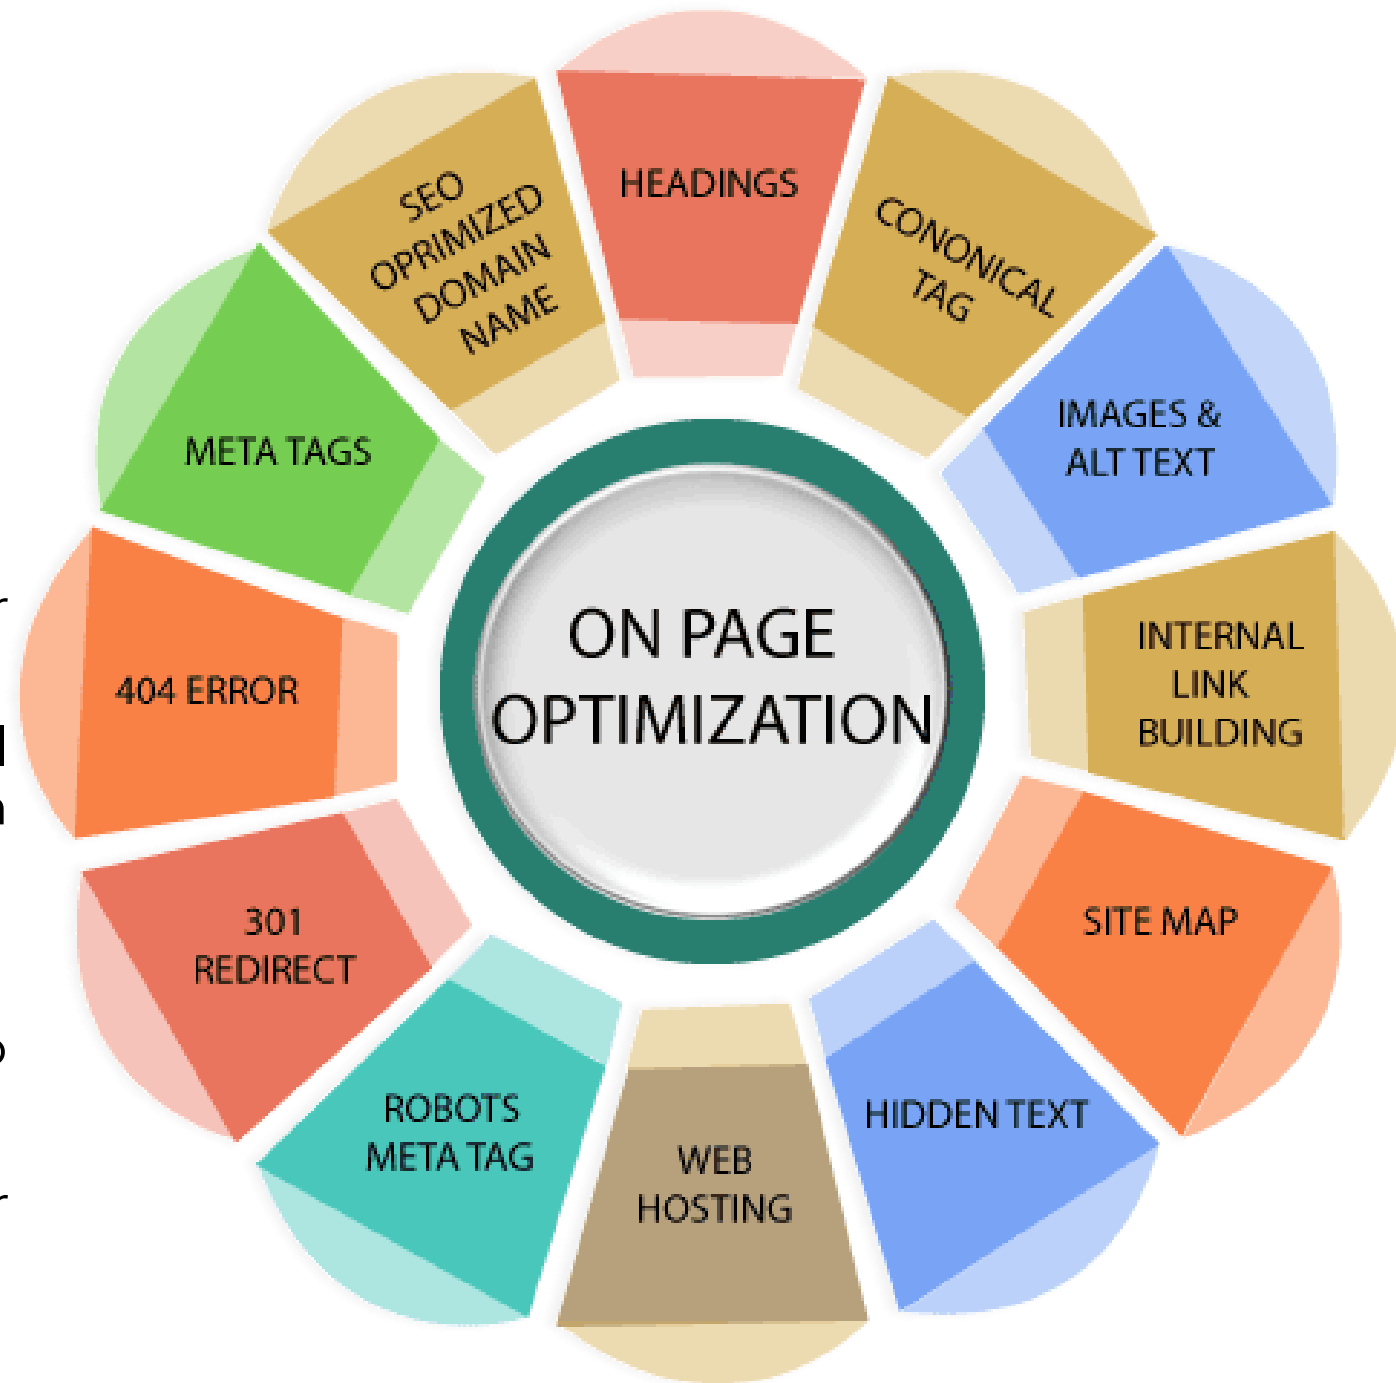 HEADINGS
CONONICAL
TAG
IMAGES &
ALT TEXT
INTERNAL
LINK
BUILDING
SITE MAP
HIDDEN TEXT
WEB
HOSTING
ROBOTS
META TAG
301
REDIRECT
404 ERROR
META TAGS
SEO
OPRIMIZED
DOMAIN
NAME
ON PAGE
OPTIMIZATION